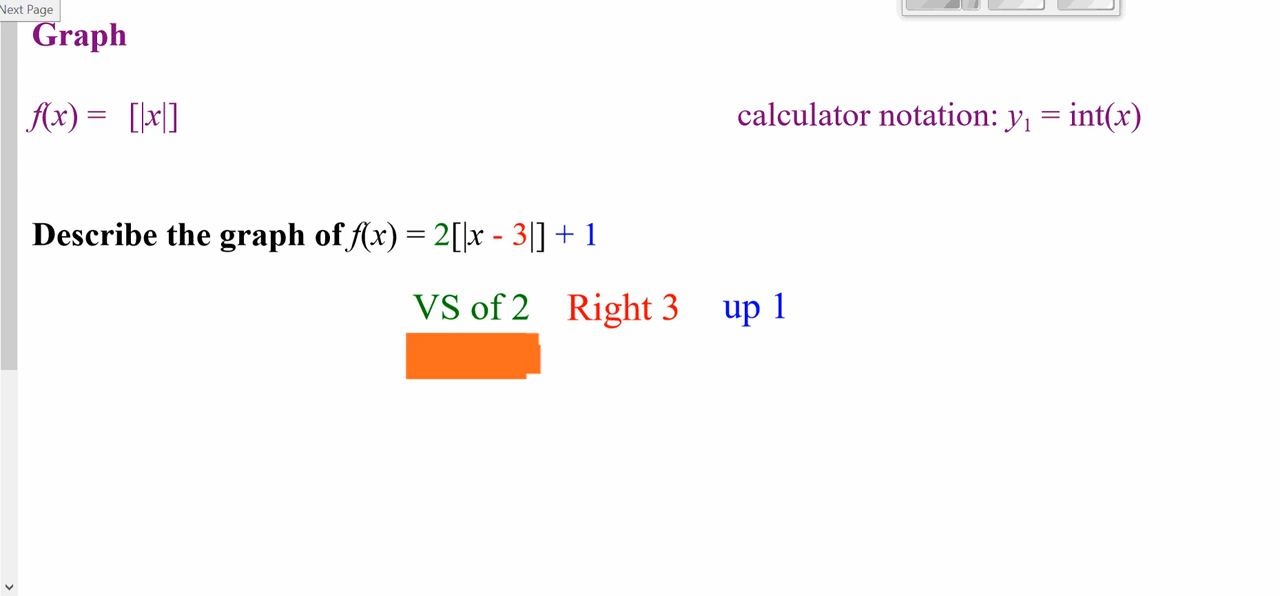 Next Page
Graph
f(x) = [|x|] calculator notation: y₁ = int(x)
Describe the graph of f(x) = 2[|x - 3|] + 1
VS of 2 Right 3 up 1